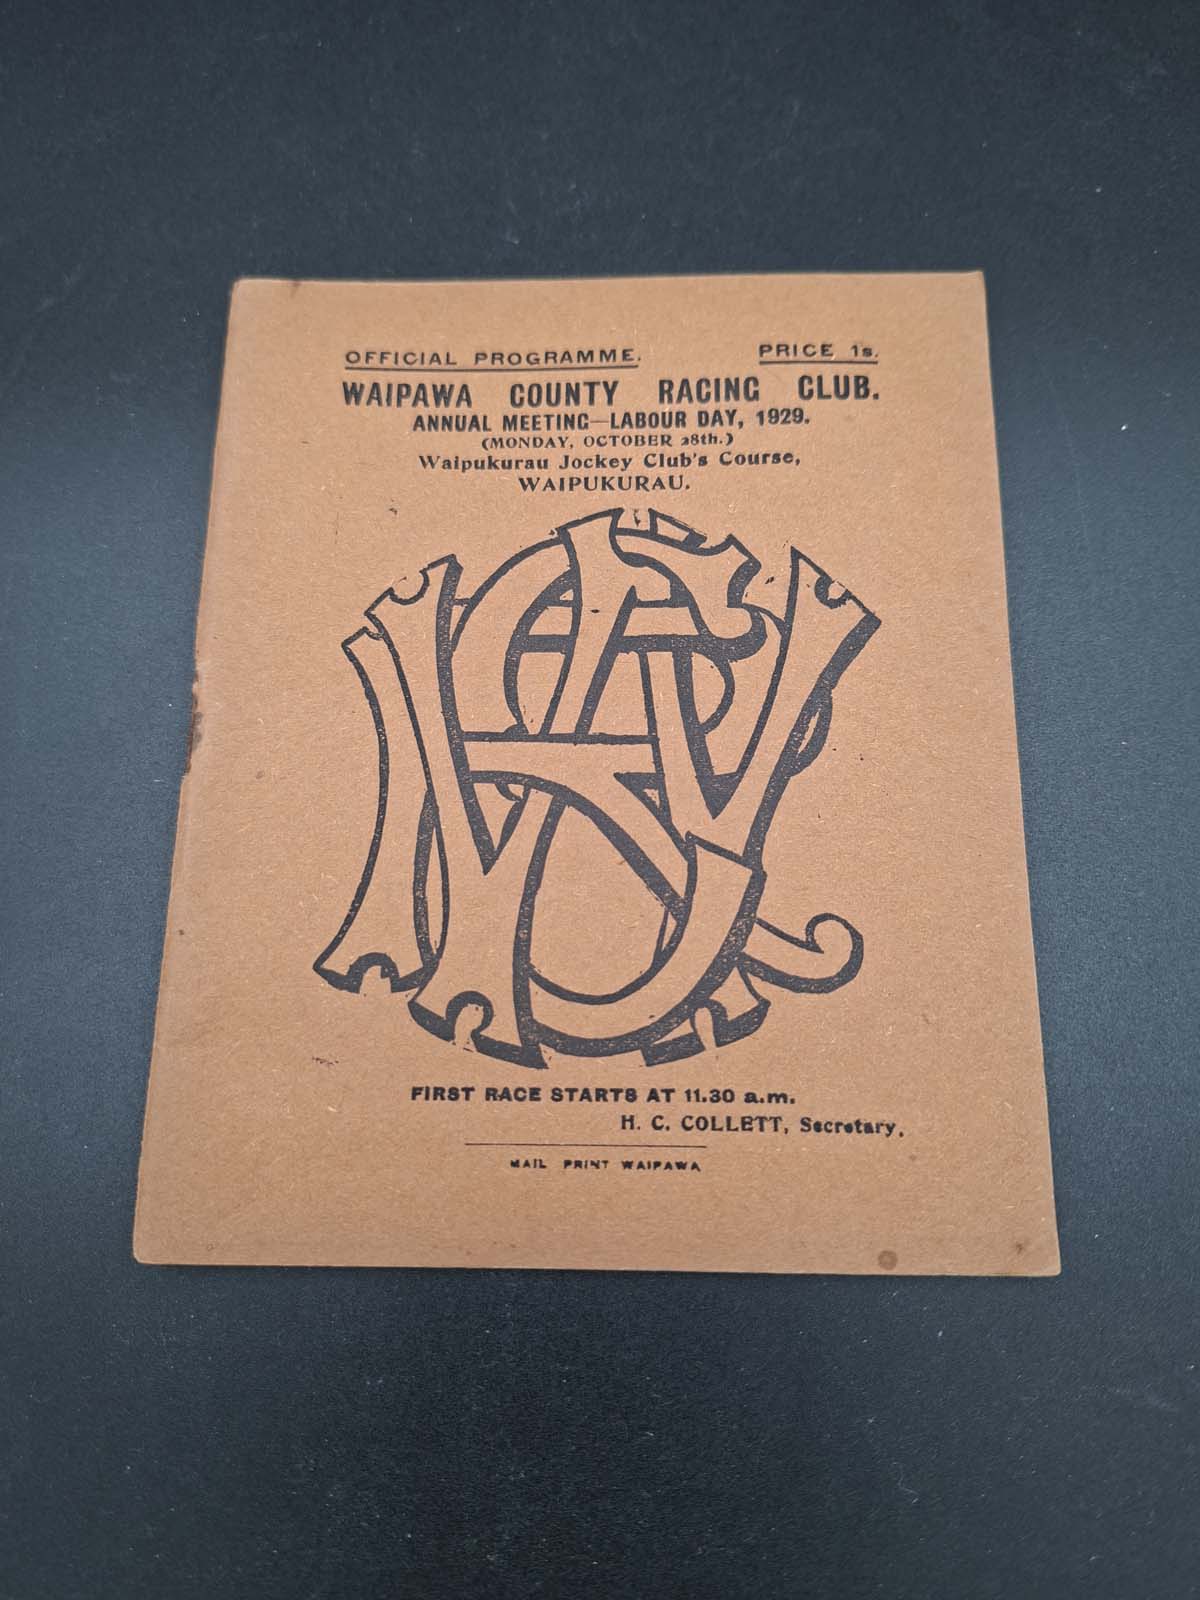 OFFICIAL PROGRAMME. PRICE 1s.
WAIPAWA COUNTY RACING CLUB.
ANNUAL MEETING—LABOUR DAY, 1929.
(MONDAY, OCTOBER 28th.)
Waipukurau Jockey Club's Course,
WAIPUKURAU.
WCRC
FIRST RACE STARTS AT 11.30 a.m.
H. C. COLLETT, Secretary.
MAIL PRINT WAIPAWA